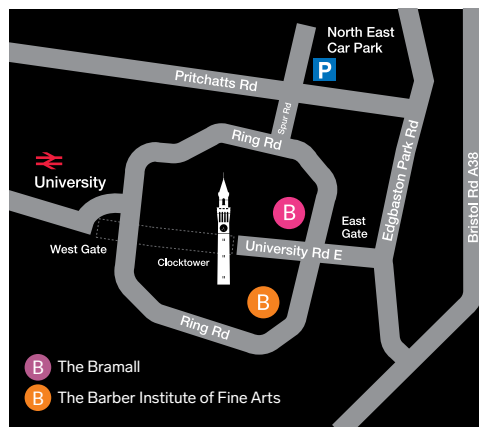 North East
Car Park
P
Pritchatts Rd
Spur Rd
Ring Rd
Edgbaston Park Rd
Bristol Rd A38
University
B
East
Gate
University Rd E
West Gate
Clocktower
B
Ring Rd
B The Bramall
B The Barber Institute of Fine Arts